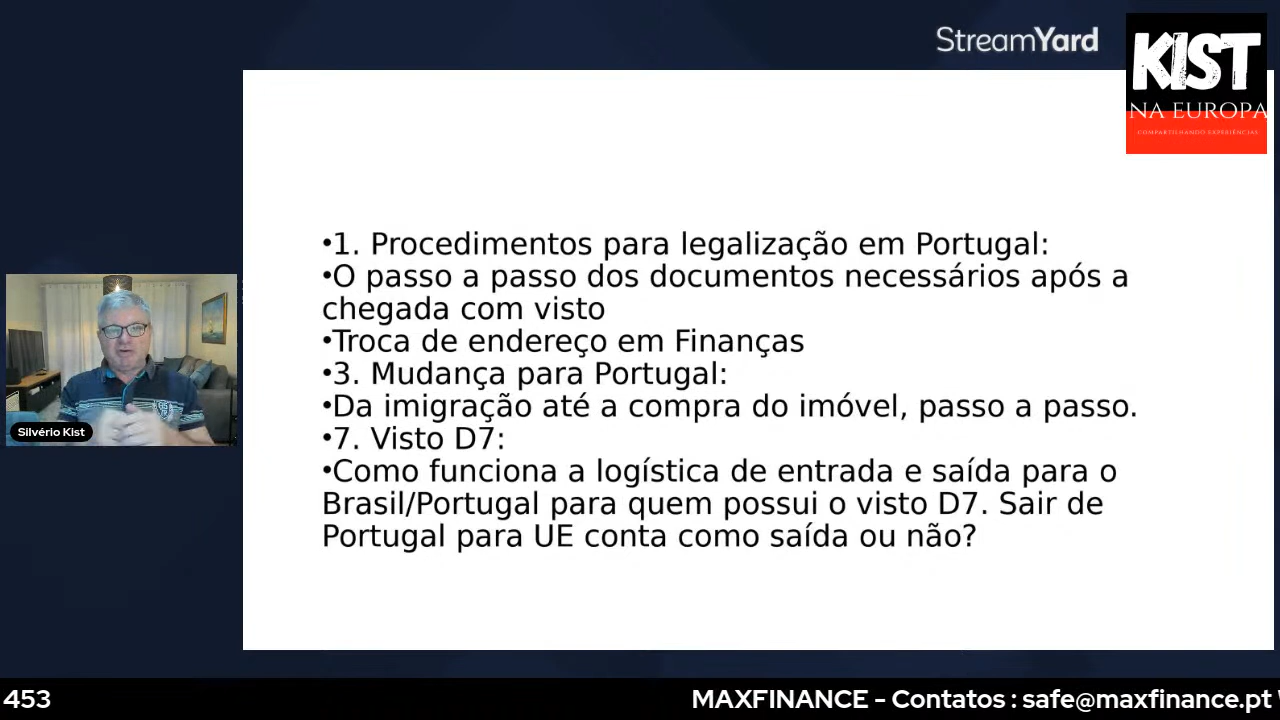 StreamYard
KIST
NA EUROPA
COMPARTILHANDO EXPERIÊNCIAS
•1. Procedimentos para legalização em Portugal:
•O passo a passo dos documentos necessários após a
chegada com visto
•Troca de endereço em Finanças
•3. Mudança para Portugal:
•Da imigração até a compra do imóvel, passo a passo.
•7. Visto D7:
•Como funciona a logística de entrada e saída para o
Brasil/Portugal para quem possui o visto D7. Sair de
Portugal para UE conta como saída ou não?
Silvério Kist
453 MAXFINANCE - Contatos : safe@maxfinance.pt